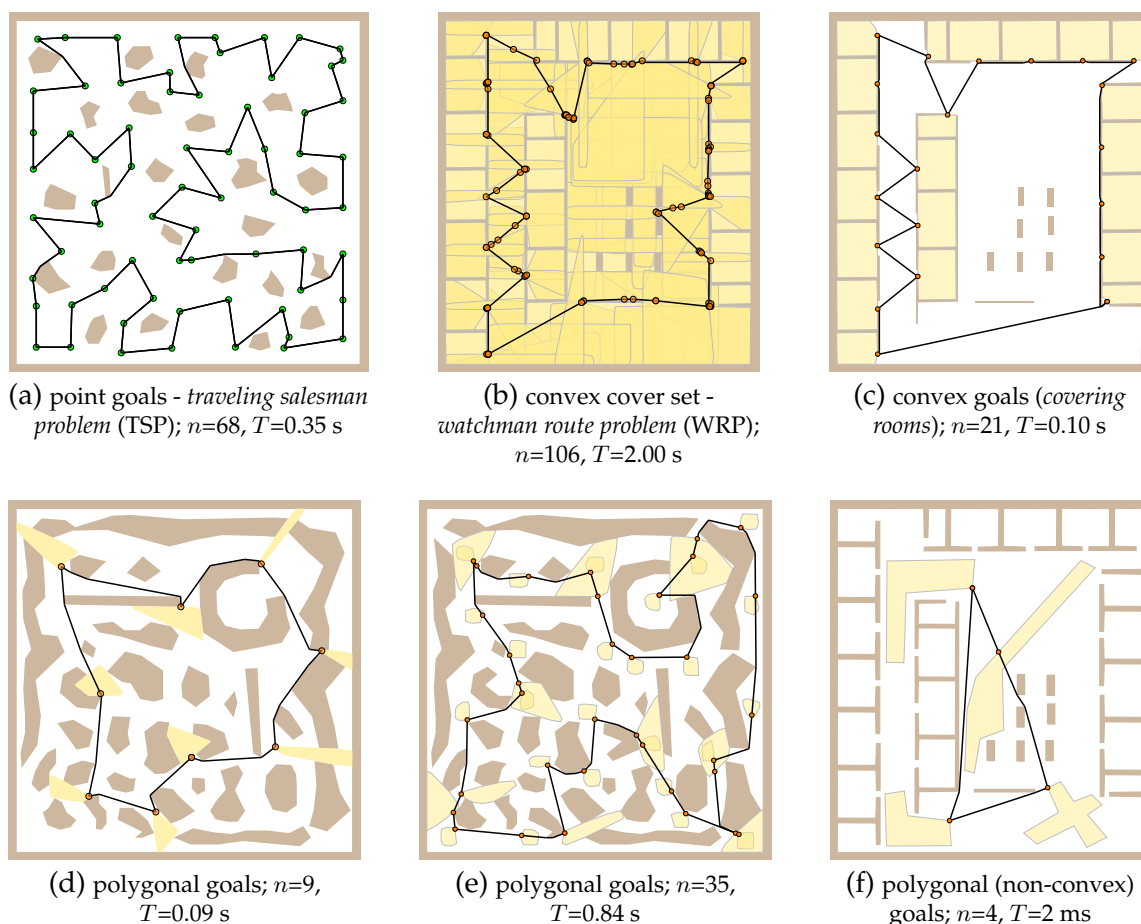 (a) point goals - traveling salesman
problem (TSP); n=68, T=0.35 s
(b) convex cover set -
watchman route problem (WRP);
n=106, T=2.00 s
(c) convex goals (covering
rooms); n=21, T=0.10 s
(d) polygonal goals; n=9,
T=0.09 s
(e) polygonal goals; n=35,
T=0.84 s
(f) polygonal (non-convex)
goals; n=4, T=2 ms